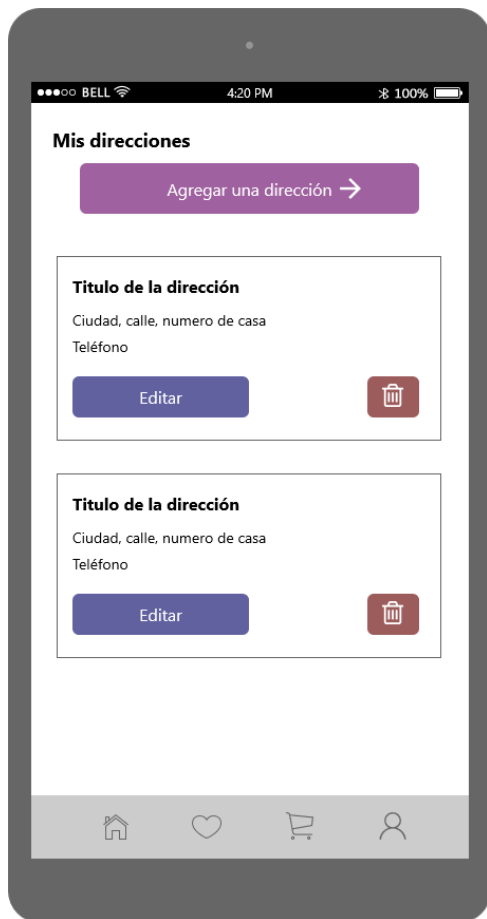 BELL 4:20 PM 100%
Mis direcciones
Agregar una dirección
Titulo de la dirección
Ciudad, calle, numero de casa
Teléfono
Editar
Titulo de la dirección
Ciudad, calle, numero de casa
Teléfono
Editar